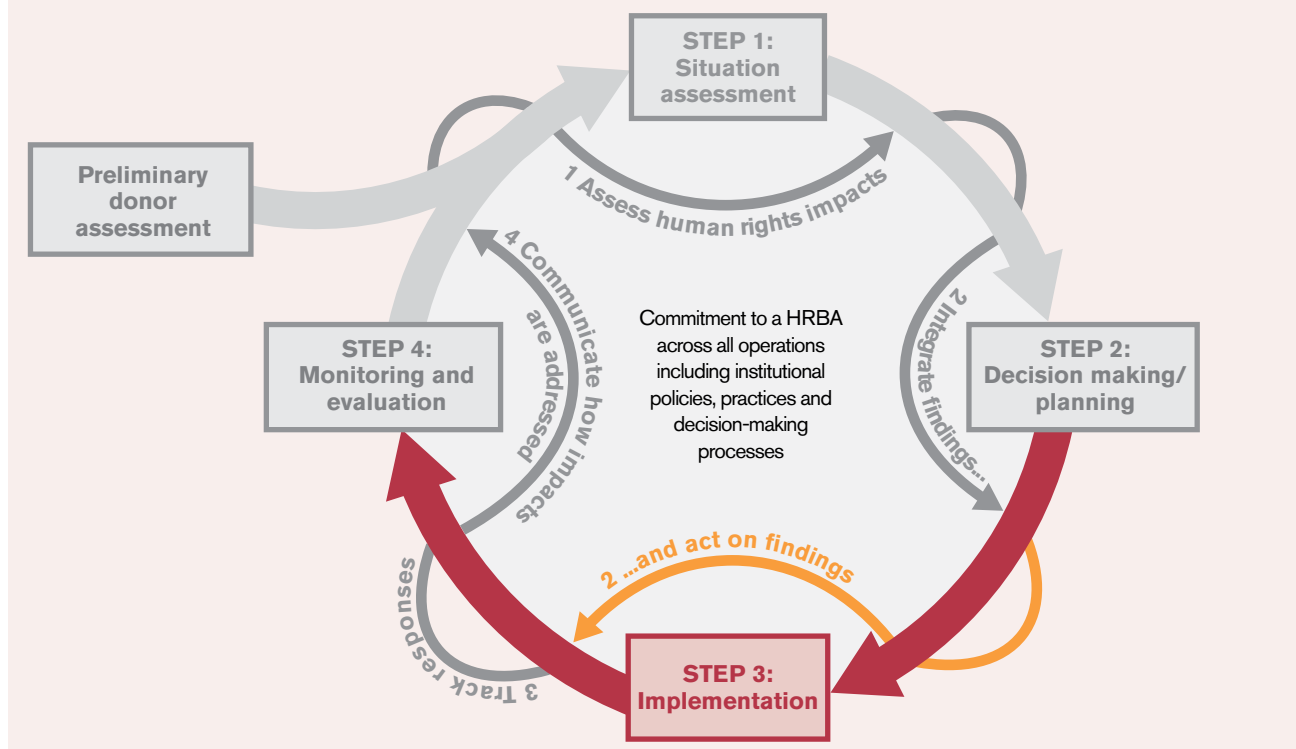 STEP 1:
Situation
assessment
Preliminary
donor
assessment
1 Assess human rights impacts
4 Communicate how impacts
are addressed
2 Integrate findings...
Commitment to a HRBA
across all operations
including institutional
policies, practices and
decision-making
processes
STEP 4:
Monitoring and
evaluation
STEP 2:
Decision making/
planning
2 ...and act on findings
3 Track responses
STEP 3:
Implementation